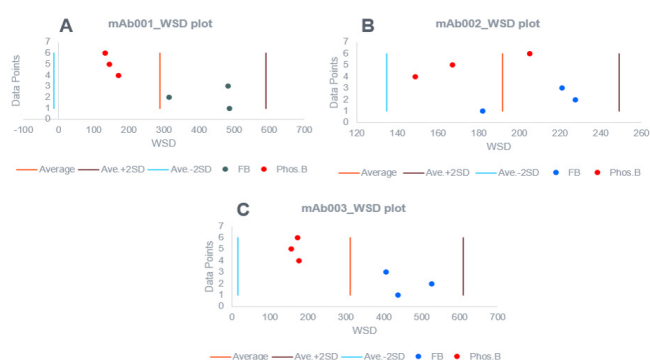 A mAb001_WSD plot
Data Points
7
6
5
4
3
2
1
-100 0 100 200 300 400 500 600 700
WSD
Average Ave.+2SD Ave.-2SD FB Phos.B
B mAb002_WSD plot
Data Points
7
6
5
4
3
2
1
0
120 140 160 180 200 220 240 260
WSD
Average Ave.+2SD Ave.-2SD FB Phos.B
C mAb003_WSD plot
Data Points
7
6
5
4
3
2
1
0
0 100 200 300 400 500 600 700
WSD
Average Ave.+2SD Ave.-2SD FB Phos.B